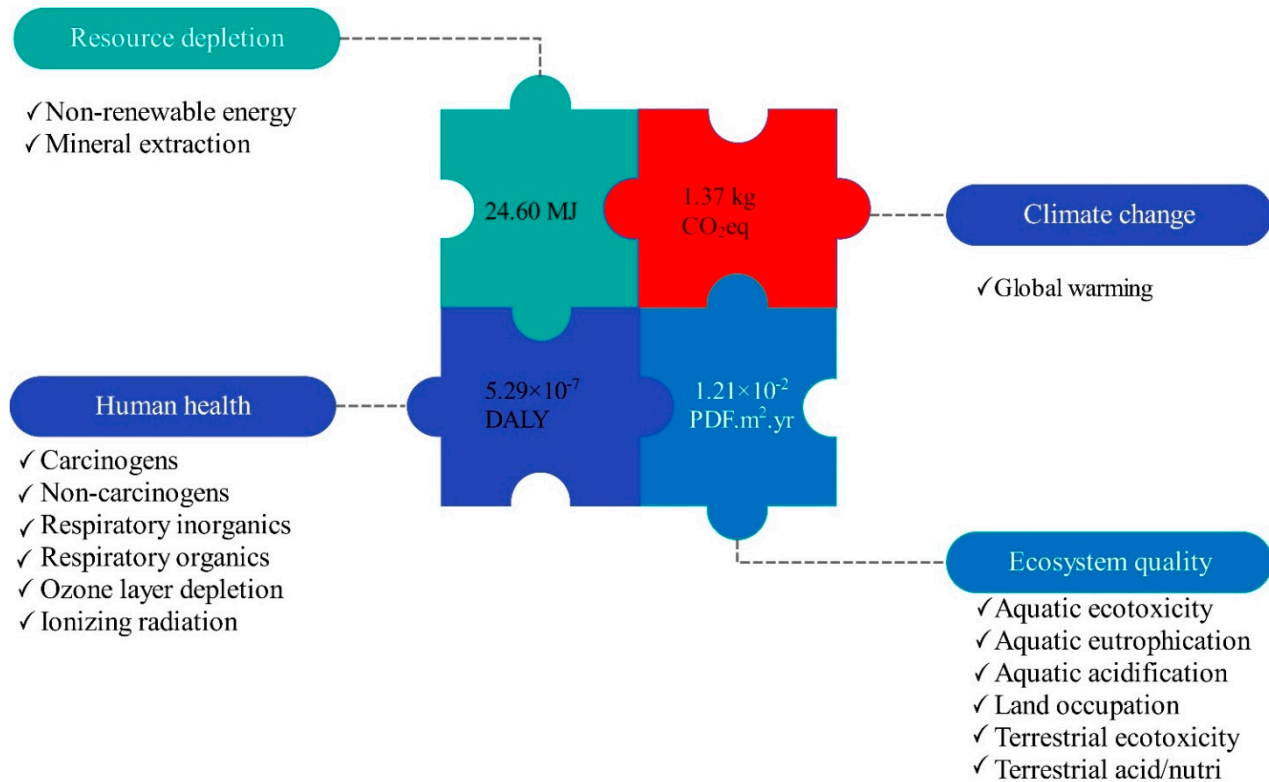 Resource depletion
✓ Non-renewable energy
✓ Mineral extraction
24.60 MJ
1.37 kg
CO₂eq
Climate change
✓ Global warming
Human health
✓ Carcinogens
✓ Non-carcinogens
✓ Respiratory inorganics
✓ Respiratory organics
✓ Ozone layer depletion
✓ Ionizing radiation
5.29×10⁻⁷
DALY
1.21×10⁻²
PDF.m².yr
Ecosystem quality
✓ Aquatic ecotoxicity
✓ Aquatic eutrophication
✓ Aquatic acidification
✓ Land occupation
✓ Terrestrial ecotoxicity
✓ Terrestrial acid/nutri